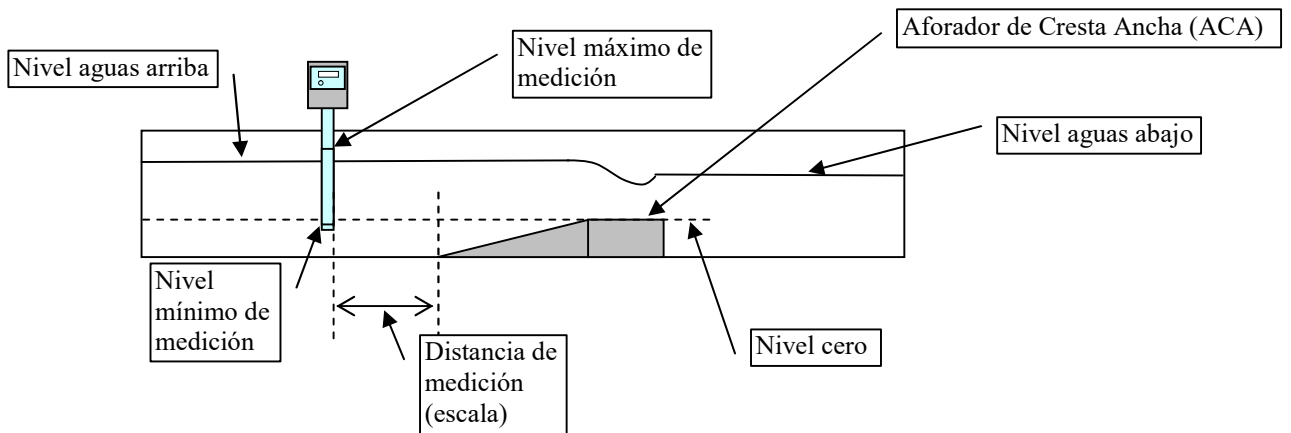 Aforador de Cresta Ancha (ACA)
Nivel máximo de
medición
Nivel aguas arriba
Nivel aguas abajo
Nivel
mínimo de
medición
Nivel cero
Distancia de
medición
(escala)